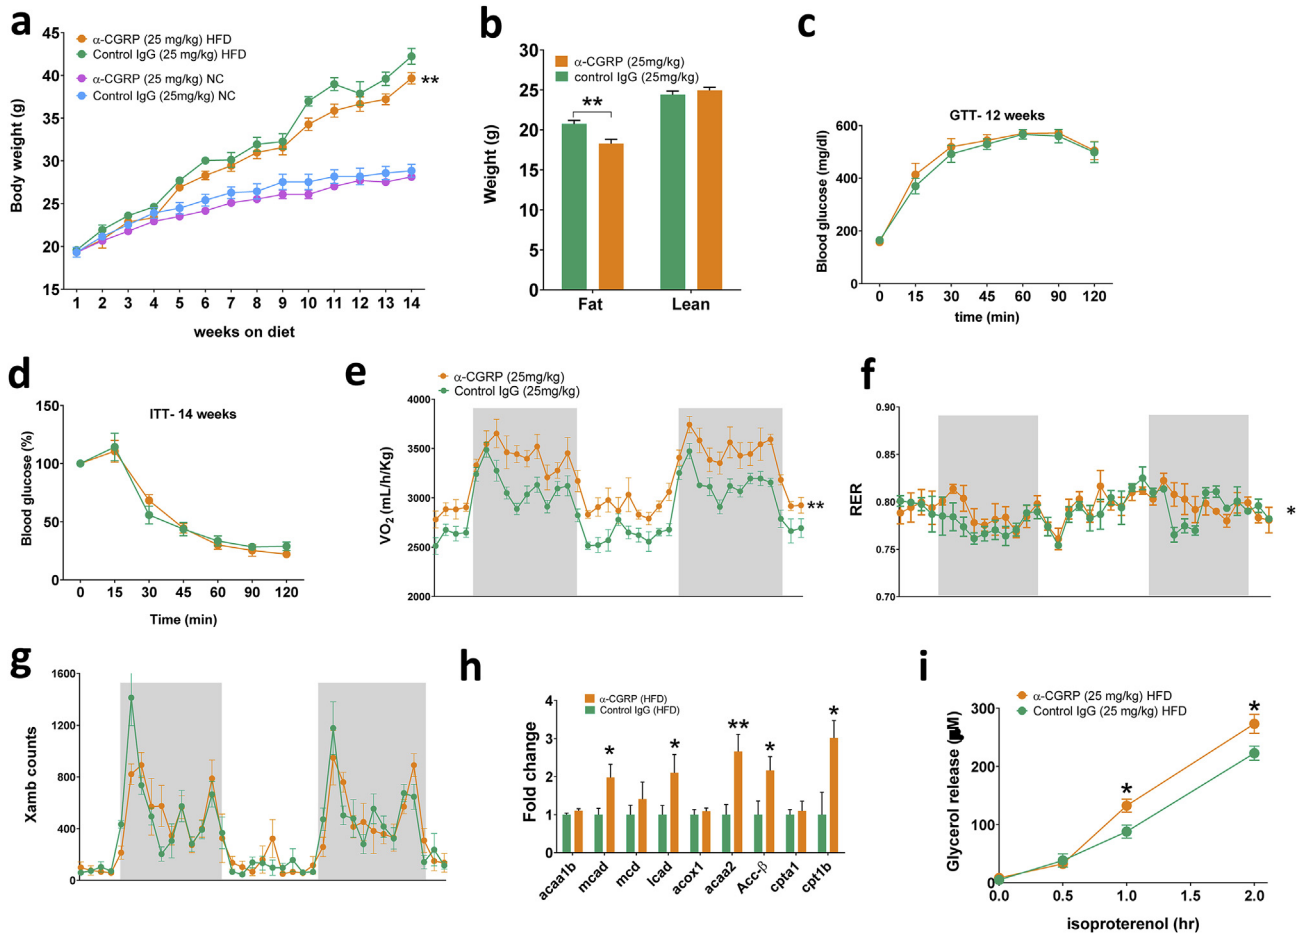 a
α-CGRP (25 mg/kg) HFD
Control IgG (25 mg/kg) HFD
α-CGRP (25 mg/kg) NC
Control IgG (25mg/kg) NC
**
Body weight (g)
45
40
35
30
25
20
15
1 2 3 4 5 6 7 8 9 10 11 12 13 14
weeks on diet
b
α-CGRP (25mg/kg)
control IgG (25mg/kg)
**
Weight (g)
30
25
20
15
10
5
0
Fat Lean
c
GTT- 12 weeks
Blood glucose (mg/dl)
600
400
200
0
0 15 30 45 60 90 120
time (min)
d
ITT- 14 weeks
Blood glucose (%)
150
100
50
0
0 15 30 45 60 90 120
Time (min)
e
α-CGRP (25mg/kg)
Control IgG (25mg/kg)
VO2 (mL/h/Kg)
4000
3500
3000
2500
2000
**
f
RER
0.90
0.85
0.80
0.75
0.70
*
g
Xamb counts
1600
1200
800
400
0
h
α-CGRP (HFD)
Control IgG (HFD)
Fold change
4
3
2
1
0
* * ** * *
acaa1b mcad mcd lcad acox1 acaa2 Acc-β cpta1 cpt1b
i
α-CGRP (25 mg/kg) HFD
Control IgG (25 mg/kg) HFD
Glycerol release (µM)
300
200
100
0
* *
0.0 0.5 1.0 1.5 2.0
isoproterenol (hr)